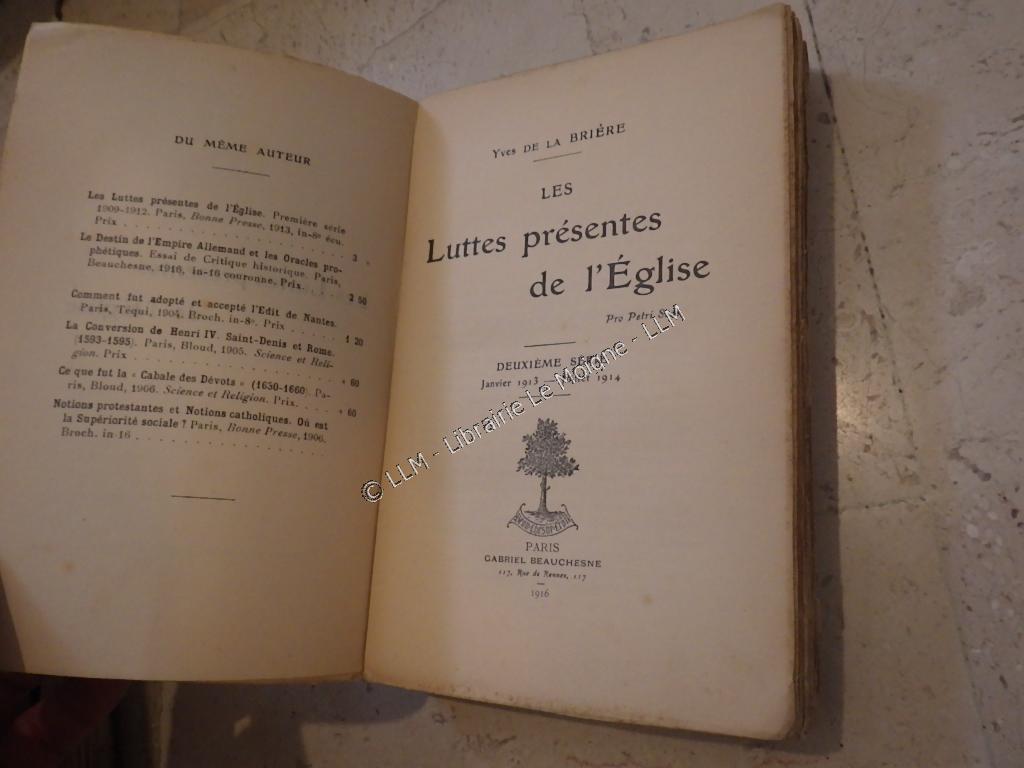 DU MÊME AUTEUR
Les Luttes présentes de l'Église. Première série
1909-1912. Paris, Bonne Presse, 1913, in-8º écu.
Prix . . . . . . . . . . . . . . 3 »
Le Destin de l'Empire Allemand et les Oracles pro-
phétiques. Essai de Critique historique. Paris,
Beauchesne, 1916, in-16 couronne, Prix. . . . 2 50
Comment fut adopté et accepté l'Edit de Nantes.
Paris, Téqui, 1904. Broch. in-8º. Prix . . . . 1 20
La Conversion de Henri IV. Saint-Denis et Rome.
(1593-1595). Paris, Bloud, 1905. Science et Reli-
gion. Prix . . . . . . . . . . . . . » 60
Ce que fut la « Cabale des Dévots » (1630-1660). Pa-
ris, Bloud, 1906. Science et Religion. Prix. . . » 60
Notions protestantes et Notions catholiques. Où est
la Supériorité sociale ? Paris, Bonne Presse, 1906.
Broch. in-16 . . . . . . . . . . . . .
Yves DE LA BRIÈRE
LES
Luttes présentes
de l'Église
Pro Petri
DEUXIÈME
Janvier 1913 1914
PARIS
GABRIEL BEAUCHESNE
117, Rue de Rennes, 117
1916
© LLM - Librairie Le Moigne - LLM